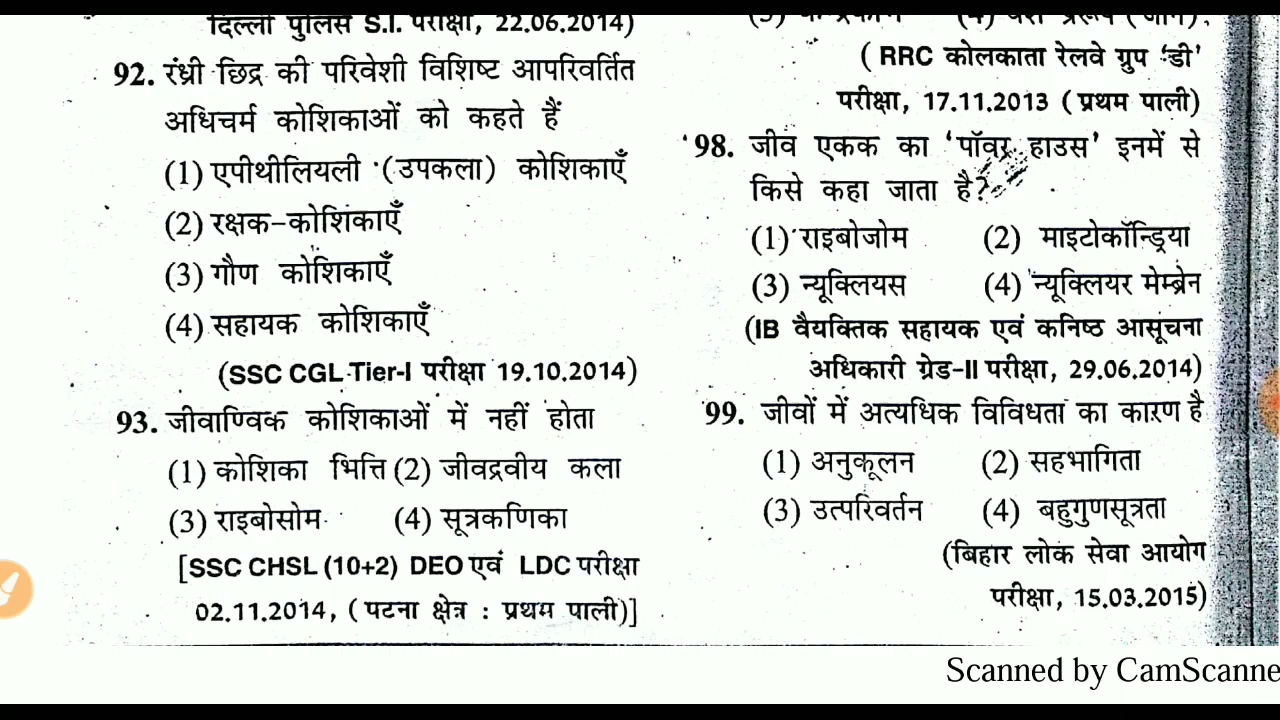 दिल्ली पुलिस S.I. परीक्षा, 22.06.2014)
92. रंध्री छिद्र की परिवेशी विशिष्ट आपरिवर्तित
अधिचर्म कोशिकाओं को कहते हैं
(1) एपीथीलियली (उपकला) कोशिकाएँ
(2) रक्षक-कोशिकाएँ
(3) गौण कोशिकाएँ
(4) सहायक कोशिकाएँ
(SSC CGL Tier-I परीक्षा 19.10.2014)
93. जीवाण्विक कोशिकाओं में नहीं होता
(1) कोशिका भित्ति (2) जीवद्रवीय कला
(3) राइबोसोम (4) सूत्रकणिका
[SSC CHSL (10+2) DEO एवं LDC परीक्षा
02.11.2014, (पटना क्षेत्र : प्रथम पाली)]
(RRC कोलकाता रेलवे ग्रुप 'डी'
परीक्षा, 17.11.2013 (प्रथम पाली)
98. जीव एकक का 'पॉवर हाउस' इनमें से
किसे कहा जाता है?
(1) राइबोजोम (2) माइटोकॉन्ड्रिया
(3) न्यूक्लियस (4) न्यूक्लियर मेम्ब्रेन
(IB वैयक्तिक सहायक एवं कनिष्ठ आसूचना
अधिकारी ग्रेड-II परीक्षा, 29.06.2014)
99. जीवों में अत्यधिक विविधता का कारण है
(1) अनुकूलन (2) सहभागिता
(3) उत्परिवर्तन (4) बहुगुणसूत्रता
(बिहार लोक सेवा आयोग
परीक्षा, 15.03.2015)
Scanned by CamScanne